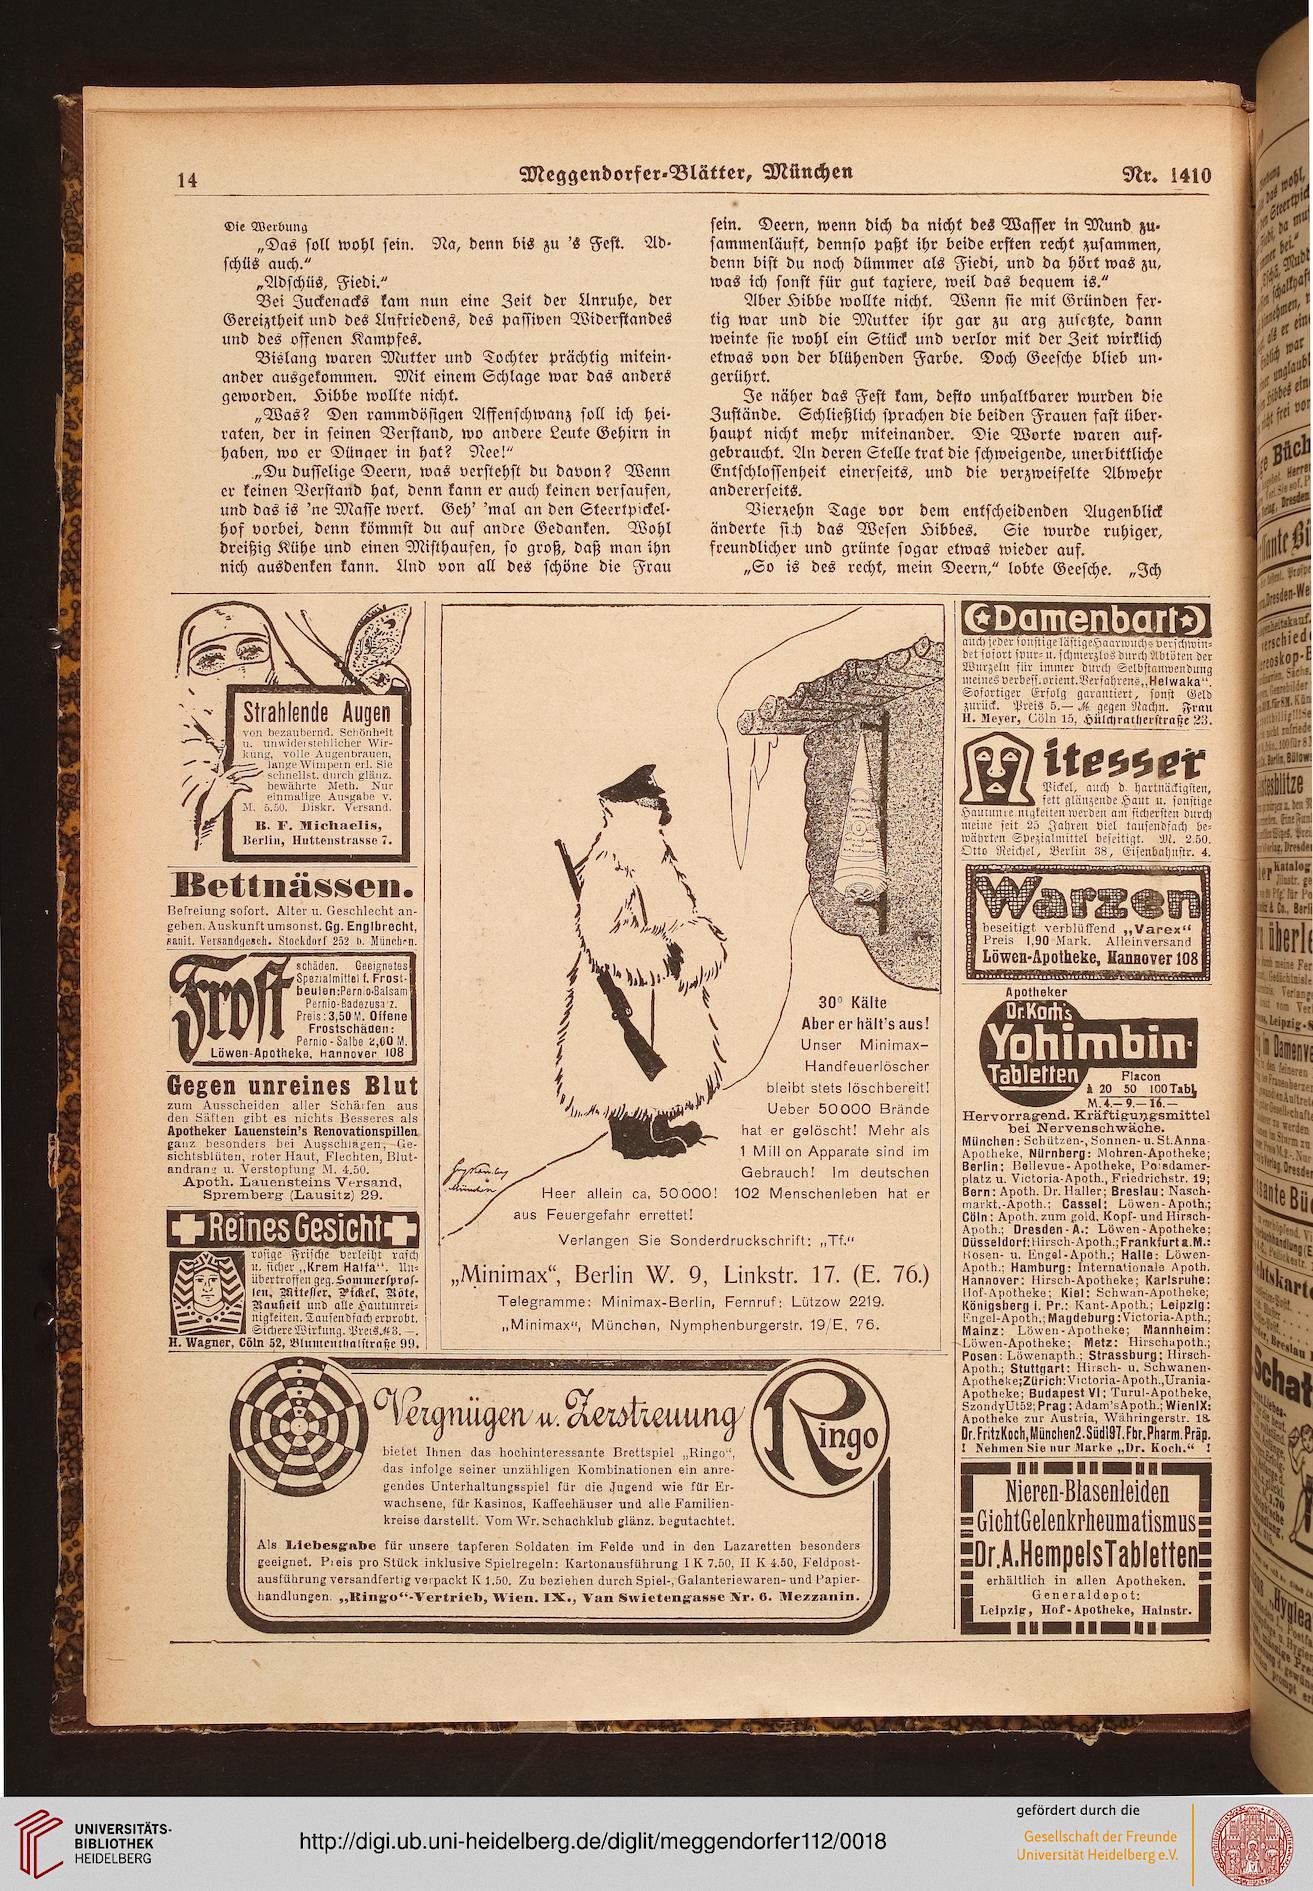 14
Meggendorfer-Blätter, München
Nr. 1410
Die Werbung
„Das soll wohl sein. Na, denn bis zu 's Fest. Ad-
schüs auch.“
„Adschüs, Fiedi.“
Bei Juckenacks kam nun eine Zeit der Unruhe, der
Gereiztheit und des Unfriedens, des passiven Widerstandes
und des offenen Kampfes.
Bislang waren Mutter und Tochter prächtig mitein-
ander ausgekommen. Mit einem Schlage war das anders
geworden. Hibbe wollte nicht.
„Was? Den rammdösigen Affenschwanz soll ich hei-
raten, der in seinen Verstand, wo andere Leute Gehirn in
haben, wo er Dünger in hat? Nee!“
„Du dusselige Deern, was verstehst du davon? Wenn
er keinen Verstand hat, denn kann er auch keinen versaufen,
und das is 'ne Masse wert. Geh' 'mal an den Steertpickel-
hof vorbei, denn kömmst du auf andre Gedanken. Wohl
dreißig Kühe und einen Misthaufen, so groß, daß man ihn
nich ausdenken kann. Und von all des schöne die Frau
sein. Deern, wenn dich da nicht des Wasser in Mund zu-
sammenläuft, dennso paßt ihr beide ersten recht zusammen,
denn bist du noch dümmer als Fiedi, und da hört was zu,
was ich sonst für gut taxiere, weil das bequem is.“
Aber Hibbe wollte nicht. Wenn sie mit Gründen fer-
tig war und die Mutter ihr gar zu arg zusetzte, dann
weinte sie wohl ein Stück und verlor mit der Zeit wirklich
etwas von der blühenden Farbe. Doch Geesche blieb un-
gerührt.
Je näher das Fest kam, desto unhaltbarer wurden die
Zustände. Schließlich sprachen die beiden Frauen fast über-
haupt nicht mehr miteinander. Die Worte waren auf-
gebraucht. An deren Stelle trat die schweigende, unerbittliche
Entschlossenheit einerseits, und die verzweifelte Abwehr
andererseits.
Vierzehn Tage vor dem entscheidenden Augenblick
änderte sich das Wesen Hibbes. Sie wurde ruhiger,
freundlicher und grünte sogar etwas wieder auf.
„So is des recht, mein Deern,“ lobte Geesche. „Ich
Strahlende Augen
von bezaubernd. Schönheit
u. unwiderstehlicher Wir-
kung, volle Augenbrauen,
lange Wimpern erl. Sie
schnellst. durch glänz.
bewährte Meth. Nur
einmalige Ausgabe v.
M. 5.50. Diskr. Versand.
B. F. Michaelis,
Berlin, Huttenstrasse 7.
Bettnässen.
Befreiung sofort. Alter u. Geschlecht an-
geben. Auskunft umsonst. Gg. Englbrecht,
sanit. Versandgesch. Stockdorf 252 b. München.
Frost
schäden. Geeignetes
Spezialmittel f. Frost-
beulen: Pernio-Balsam
Pernio-Badezusatz.
Preis: 3,50 M. Offene
Frostschäden:
Pernio-Salbe 2,00 M.
Löwen-Apotheke, Hannover 108
Gegen unreines Blut
zum Ausscheiden aller Schärfen aus
den Säften gibt es nichts Besseres als
Apotheker Lauenstein's Renovationspillen
ganz besonders bei Ausschlägen, Ge-
sichtsblüten, roter Haut, Flechten, Blut-
andrang u. Verstopfung M. 4.50.
Apoth. Lauensteins Versand,
Spremberg (Lausitz) 29.
Reines Gesicht
rosige Frische verleiht rasch
u. sicher „Krem Halfa“. Un-
übertroffen geg. Sommerspros-
sen, Mitesser, Pickel, Röte,
Rauheit und alle Hautunrei-
nigkeiten. Tausendfach erprobt.
Sichere Wirkung. Preis M 3. —.
H. Wagner, Cöln 52, Blumenthalstraße 99.
30° Kälte
Aber er hält's aus!
Unser Minimax-
Handfeuerlöscher
bleibt stets löschbereit!
Ueber 50000 Brände
hat er gelöscht! Mehr als
1 Million Apparate sind im
Gebrauch! Im deutschen
Heer allein ca. 50000! 102 Menschenleben hat er
aus Feuergefahr errettet!
Verlangen Sie Sonderdruckschrift: „Tf.“
„Minimax“, Berlin W. 9, Linkstr. 17. (E. 76.)
Telegramme: Minimax-Berlin, Fernruf: Lützow 2219.
„Minimax“, München, Nymphenburgerstr. 19/E. 76.
Damenbart
auch jeder sonstige lästige Haarwuchs verschwin-
det sofort spur- u. schmerzlos durch Abtöten der
Wurzeln für immer durch Selbstanwendung
meines verbess. orient. Verfahrens „Helwaka“.
Sofortiger Erfolg garantiert, sonst Geld
zurück. Preis 5.— M gegen Nachn. Frau
H. Meyer, Cöln 15, Hülchratherstraße 23.
Mitesser
Pickel, auch d. hartnäckigsten,
fett glänzende Haut u. sonstige
Hautunreinigkeiten werden am sichersten durch
meine seit 25 Jahren viel tausendfach be-
währten Spezialmittel beseitigt. M. 2.50.
Otto Reichel, Berlin 38, Eisenbahnstr. 4.
Warzen
beseitigt verblüffend „Varex“
Preis 1,90 Mark. Alleinversand
Löwen-Apotheke, Hannover 108
Apotheker
Dr. Koch's
Yohimbin-
Tabletten
Flacon
à 20 50 100 Tabl,
M. 4.— 9.— 16.—
Hervorragend. Kräftigungsmittel
bei Nervenschwäche.
München: Schützen-, Sonnen- u. St. Anna-
Apotheke, Nürnberg: Mohren-Apotheke;
Berlin: Bellevue-Apotheke, Potsdamer-
platz u. Victoria-Apoth., Friedrichstr. 19;
Bern: Apoth. Dr. Haller; Breslau: Nasch-
markt.-Apoth.; Cassel: Löwen-Apoth.;
Cöln: Apoth. zum gold. Kopf- und Hirsch-
Apoth.; Dresden-A.: Löwen-Apotheke;
Düsseldorf: Hirsch-Apoth.; Frankfurt a. M.:
Rosen- u. Engel-Apoth.; Halle: Löwen-
Apoth.; Hamburg: Internationale Apoth.
Hannover: Hirsch-Apotheke; Karlsruhe:
Hof-Apotheke; Kiel: Schwan-Apotheke;
Königsberg i. Pr.: Kant-Apoth.; Leipzig:
Engel-Apoth.; Magdeburg: Victoria-Apth.;
Mainz: Löwen-Apotheke; Mannheim:
Löwen-Apotheke; Metz: Hirschapoth.;
Posen: Löwenapth.; Strassburg: Hirsch-
Apoth.; Stuttgart: Hirsch- u. Schwanen-
Apotheke; Zürich: Victoria-Apoth., Urania-
Apotheke; Budapest VI: Turul-Apotheke,
Szondy Ut 52; Prag: Adam's Apoth.; Wien IX:
Apotheke zur Austria, Währingerstr. 18.
Dr. Fritz Koch, München 2. Süd 197. Fbr. Pharm. Präp.
! Nehmen Sie nur Marke „Dr. Koch.“ !
Vergnügen u. Zerstreuung
Ringo
bietet Ihnen das hochinteressante Brettspiel „Ringo“,
das infolge seiner unzähligen Kombinationen ein anre-
gendes Unterhaltungsspiel für die Jugend wie für Er-
wachsene, für Kasinos, Kaffeehäuser und alle Familien-
kreise darstellt. Vom Wr. Schachklub glänz. begutachtet.
Als Liebesgabe für unsere tapferen Soldaten im Felde und in den Lazaretten besonders
geeignet. Preis pro Stück inklusive Spielregeln: Kartonausführung I K 7.50, II K 4.50, Feldpost-
ausführung versandfertig verpackt K 1.50. Zu beziehen durch Spiel-, Galanteriewaren- und Papier-
handlungen. „Ringo“-Vertrieb, Wien. IX., Van Swietengasse Nr. 6. Mezzanin.
Nieren-Blasenleiden
Gicht Gelenkrheumatismus
Dr. A. Hempels Tabletten
erhältlich in allen Apotheken.
Generaldepot:
Leipzig, Hof-Apotheke, Hainstr.
UNIVERSITÄTS-
BIBLIOTHEK
HEIDELBERG
http://digi.ub.uni-heidelberg.de/diglit/meggendorfer112/0018
gefördert durch die
Gesellschaft der Freunde
Universität Heidelberg e.V.